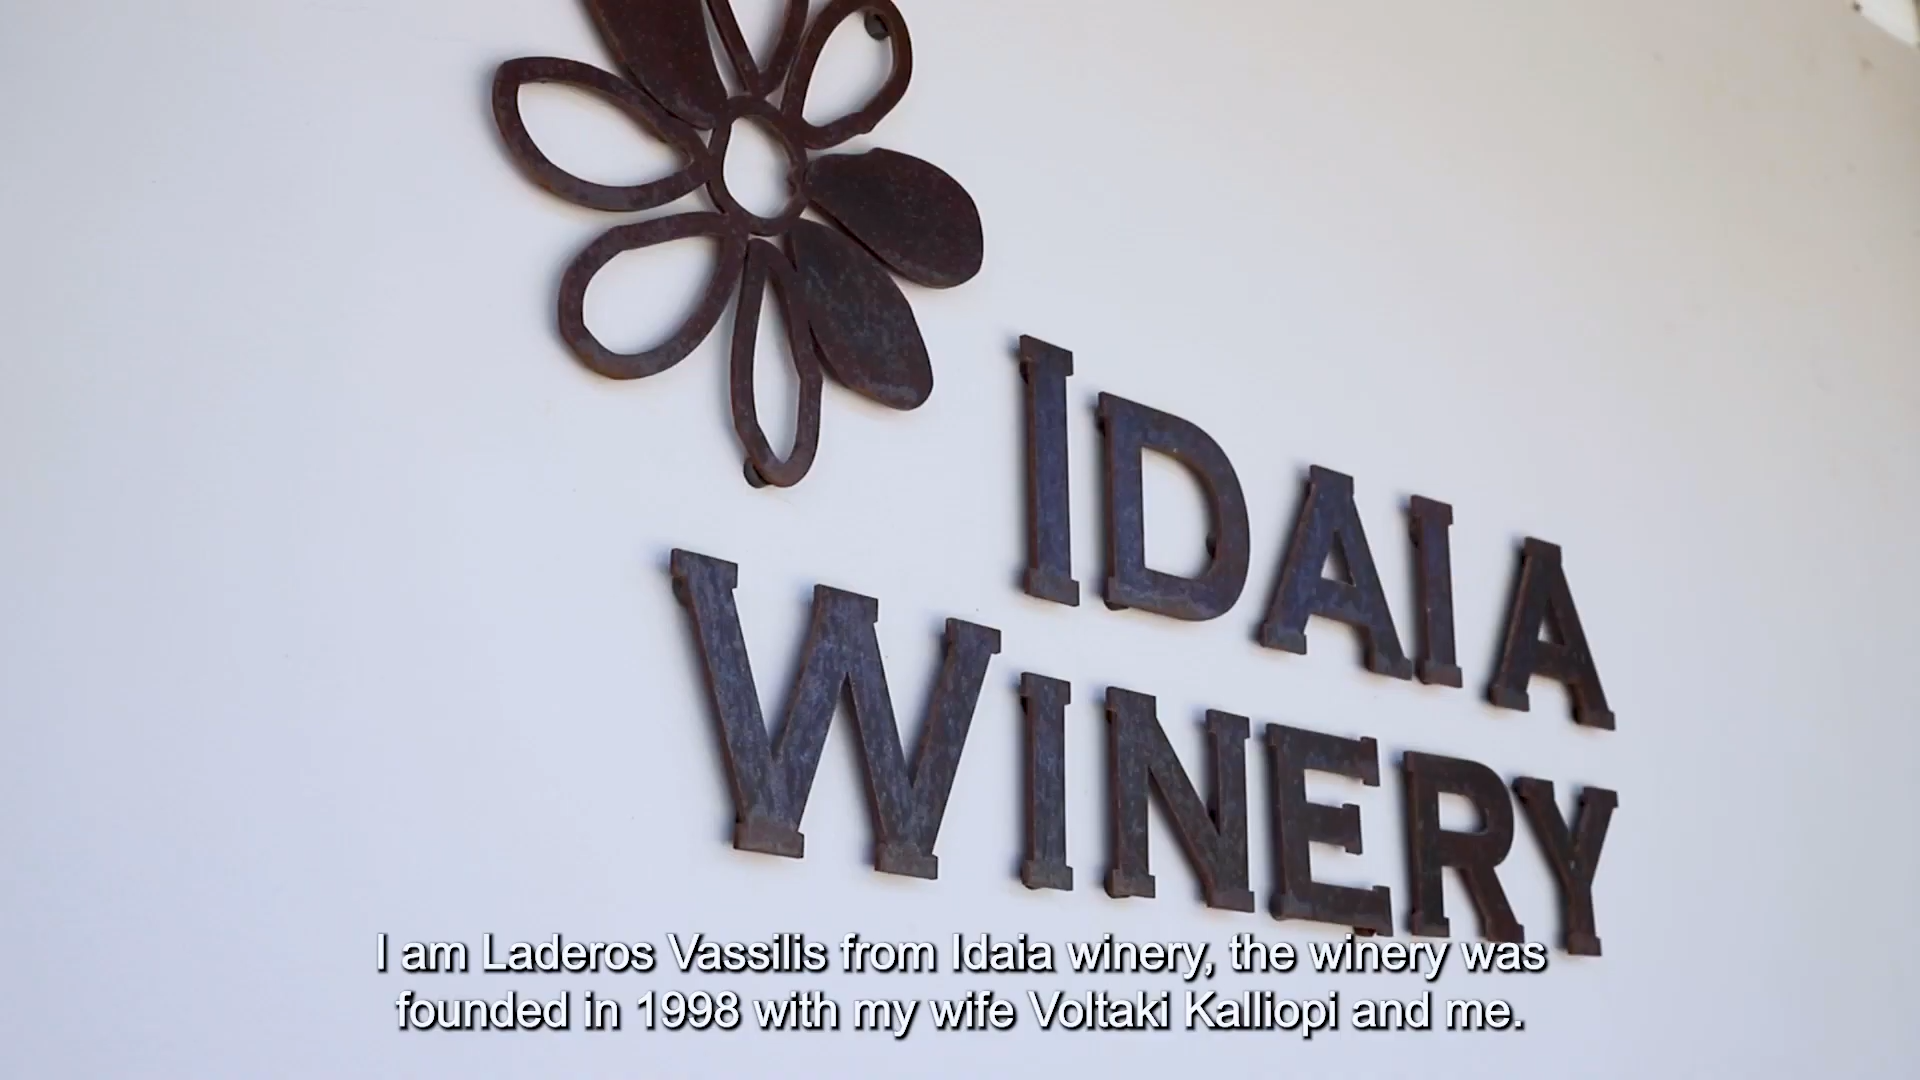 IDAIA
WINERY
I am Laderos Vassilis from Idaia winery, the winery was
founded in 1998 with my wife Voltaki Kalliopi and me.